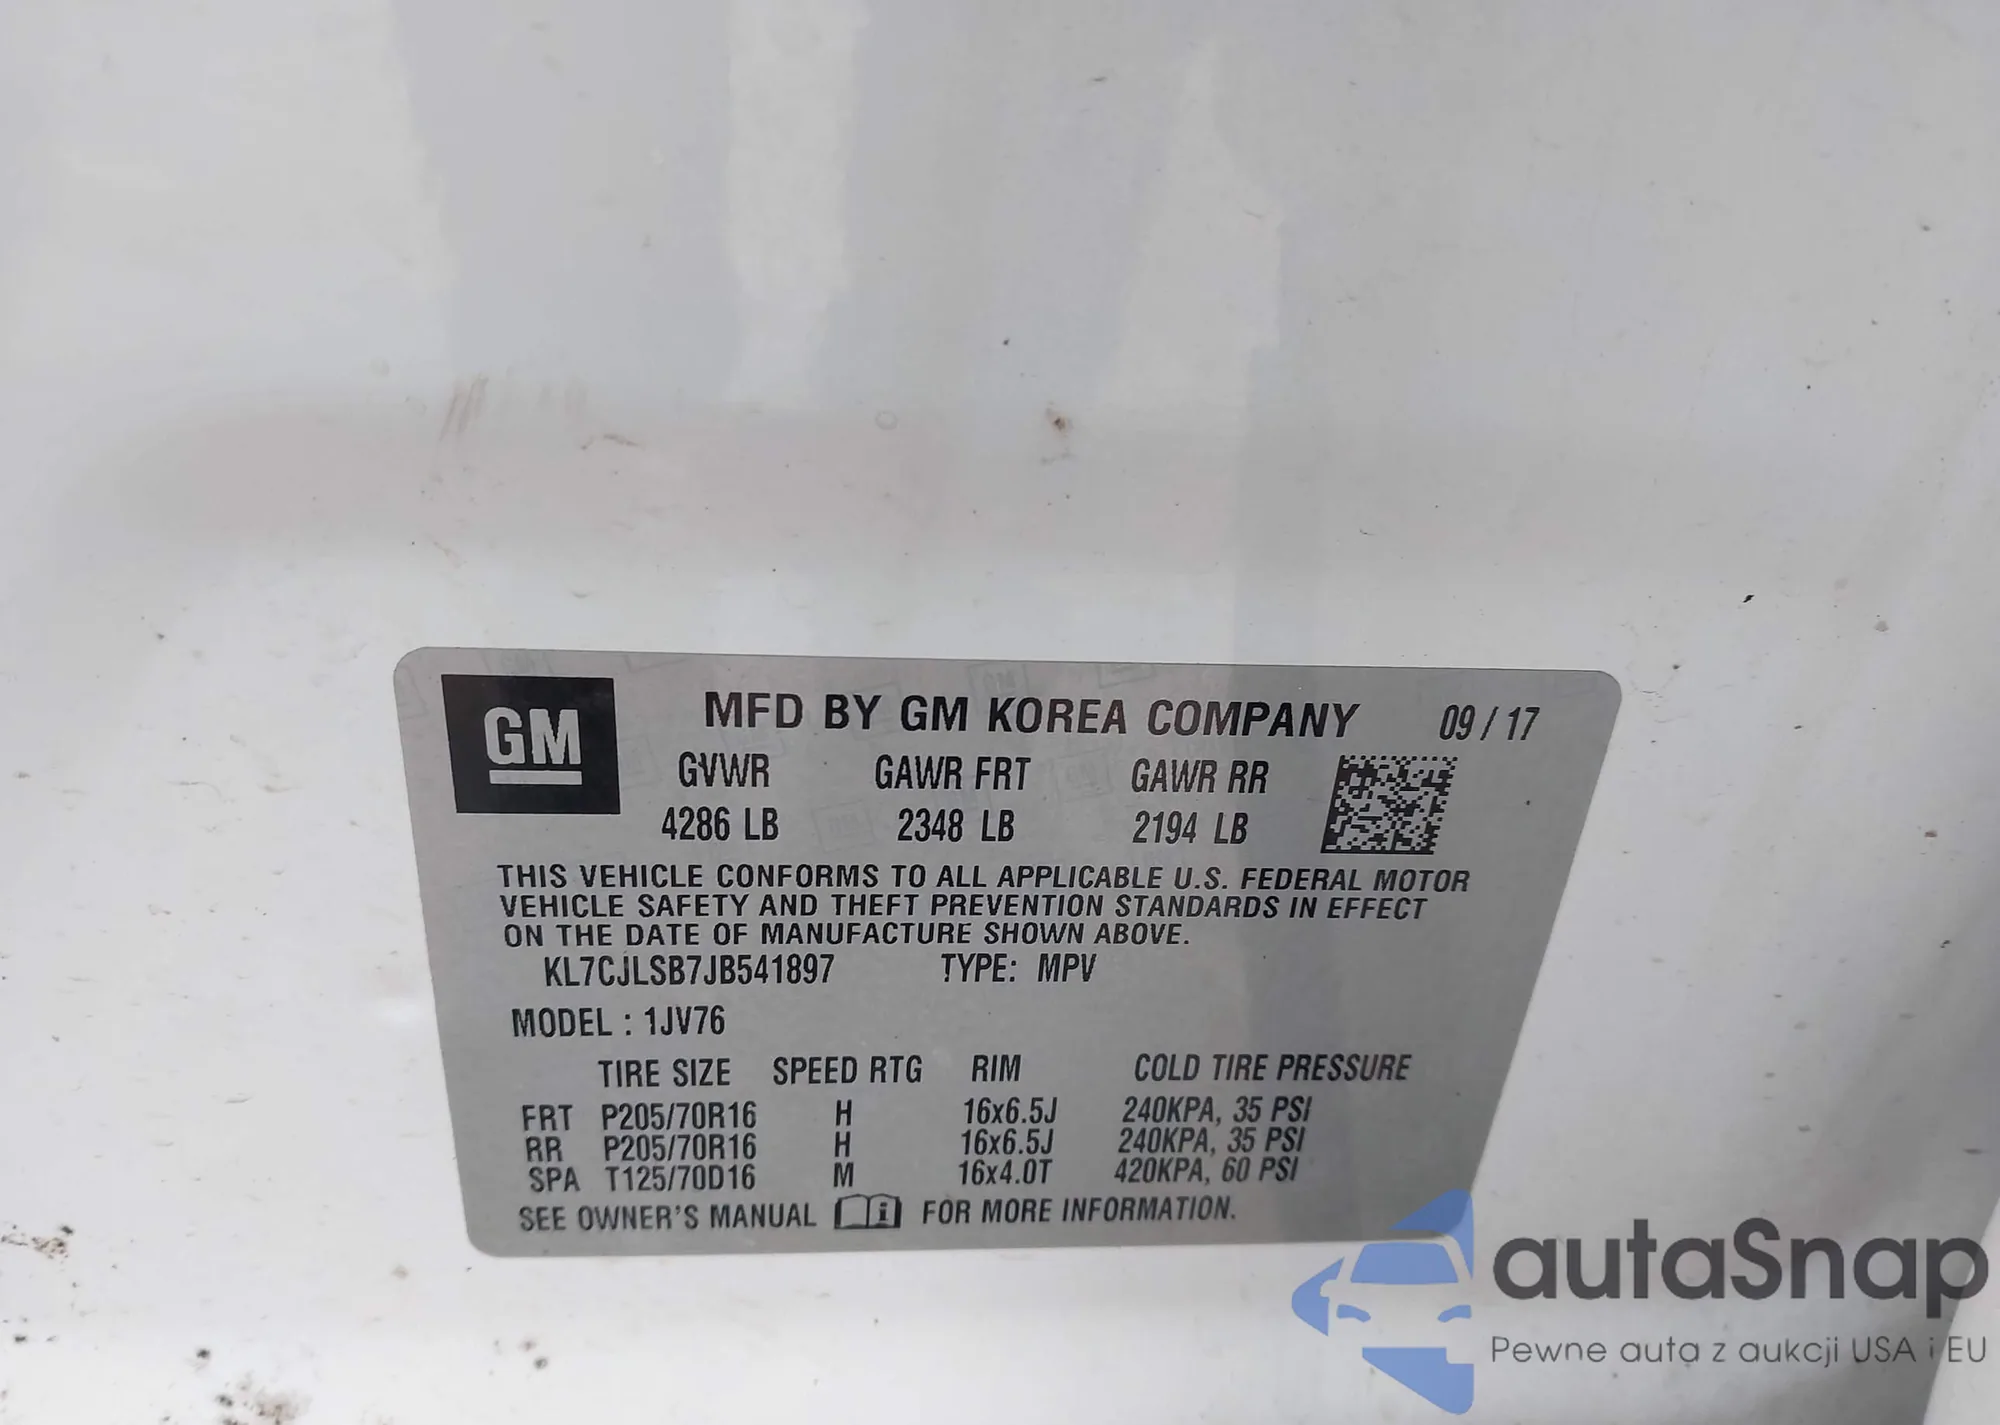 GM
MFD BY GM KOREA COMPANY 09/17
GVWR GAWR FRT GAWR RR
4286 LB 2348 LB 2194 LB
THIS VEHICLE CONFORMS TO ALL APPLICABLE U.S. FEDERAL MOTOR
VEHICLE SAFETY AND THEFT PREVENTION STANDARDS IN EFFECT
ON THE DATE OF MANUFACTURE SHOWN ABOVE.
KL7CJLSB7JB541897 TYPE: MPV
MODEL : 1JV76
TIRE SIZE SPEED RTG RIM COLD TIRE PRESSURE
FRT P205/70R16 H 16x6.5J 240KPA, 35 PSI
RR P205/70R16 H 16x6.5J 240KPA, 35 PSI
SPA T125/70D16 M 16x4.0T 420KPA, 60 PSI
SEE OWNER'S MANUAL i FOR MORE INFORMATION.
autaSnap
Pewne auta z aukcji USA i EU